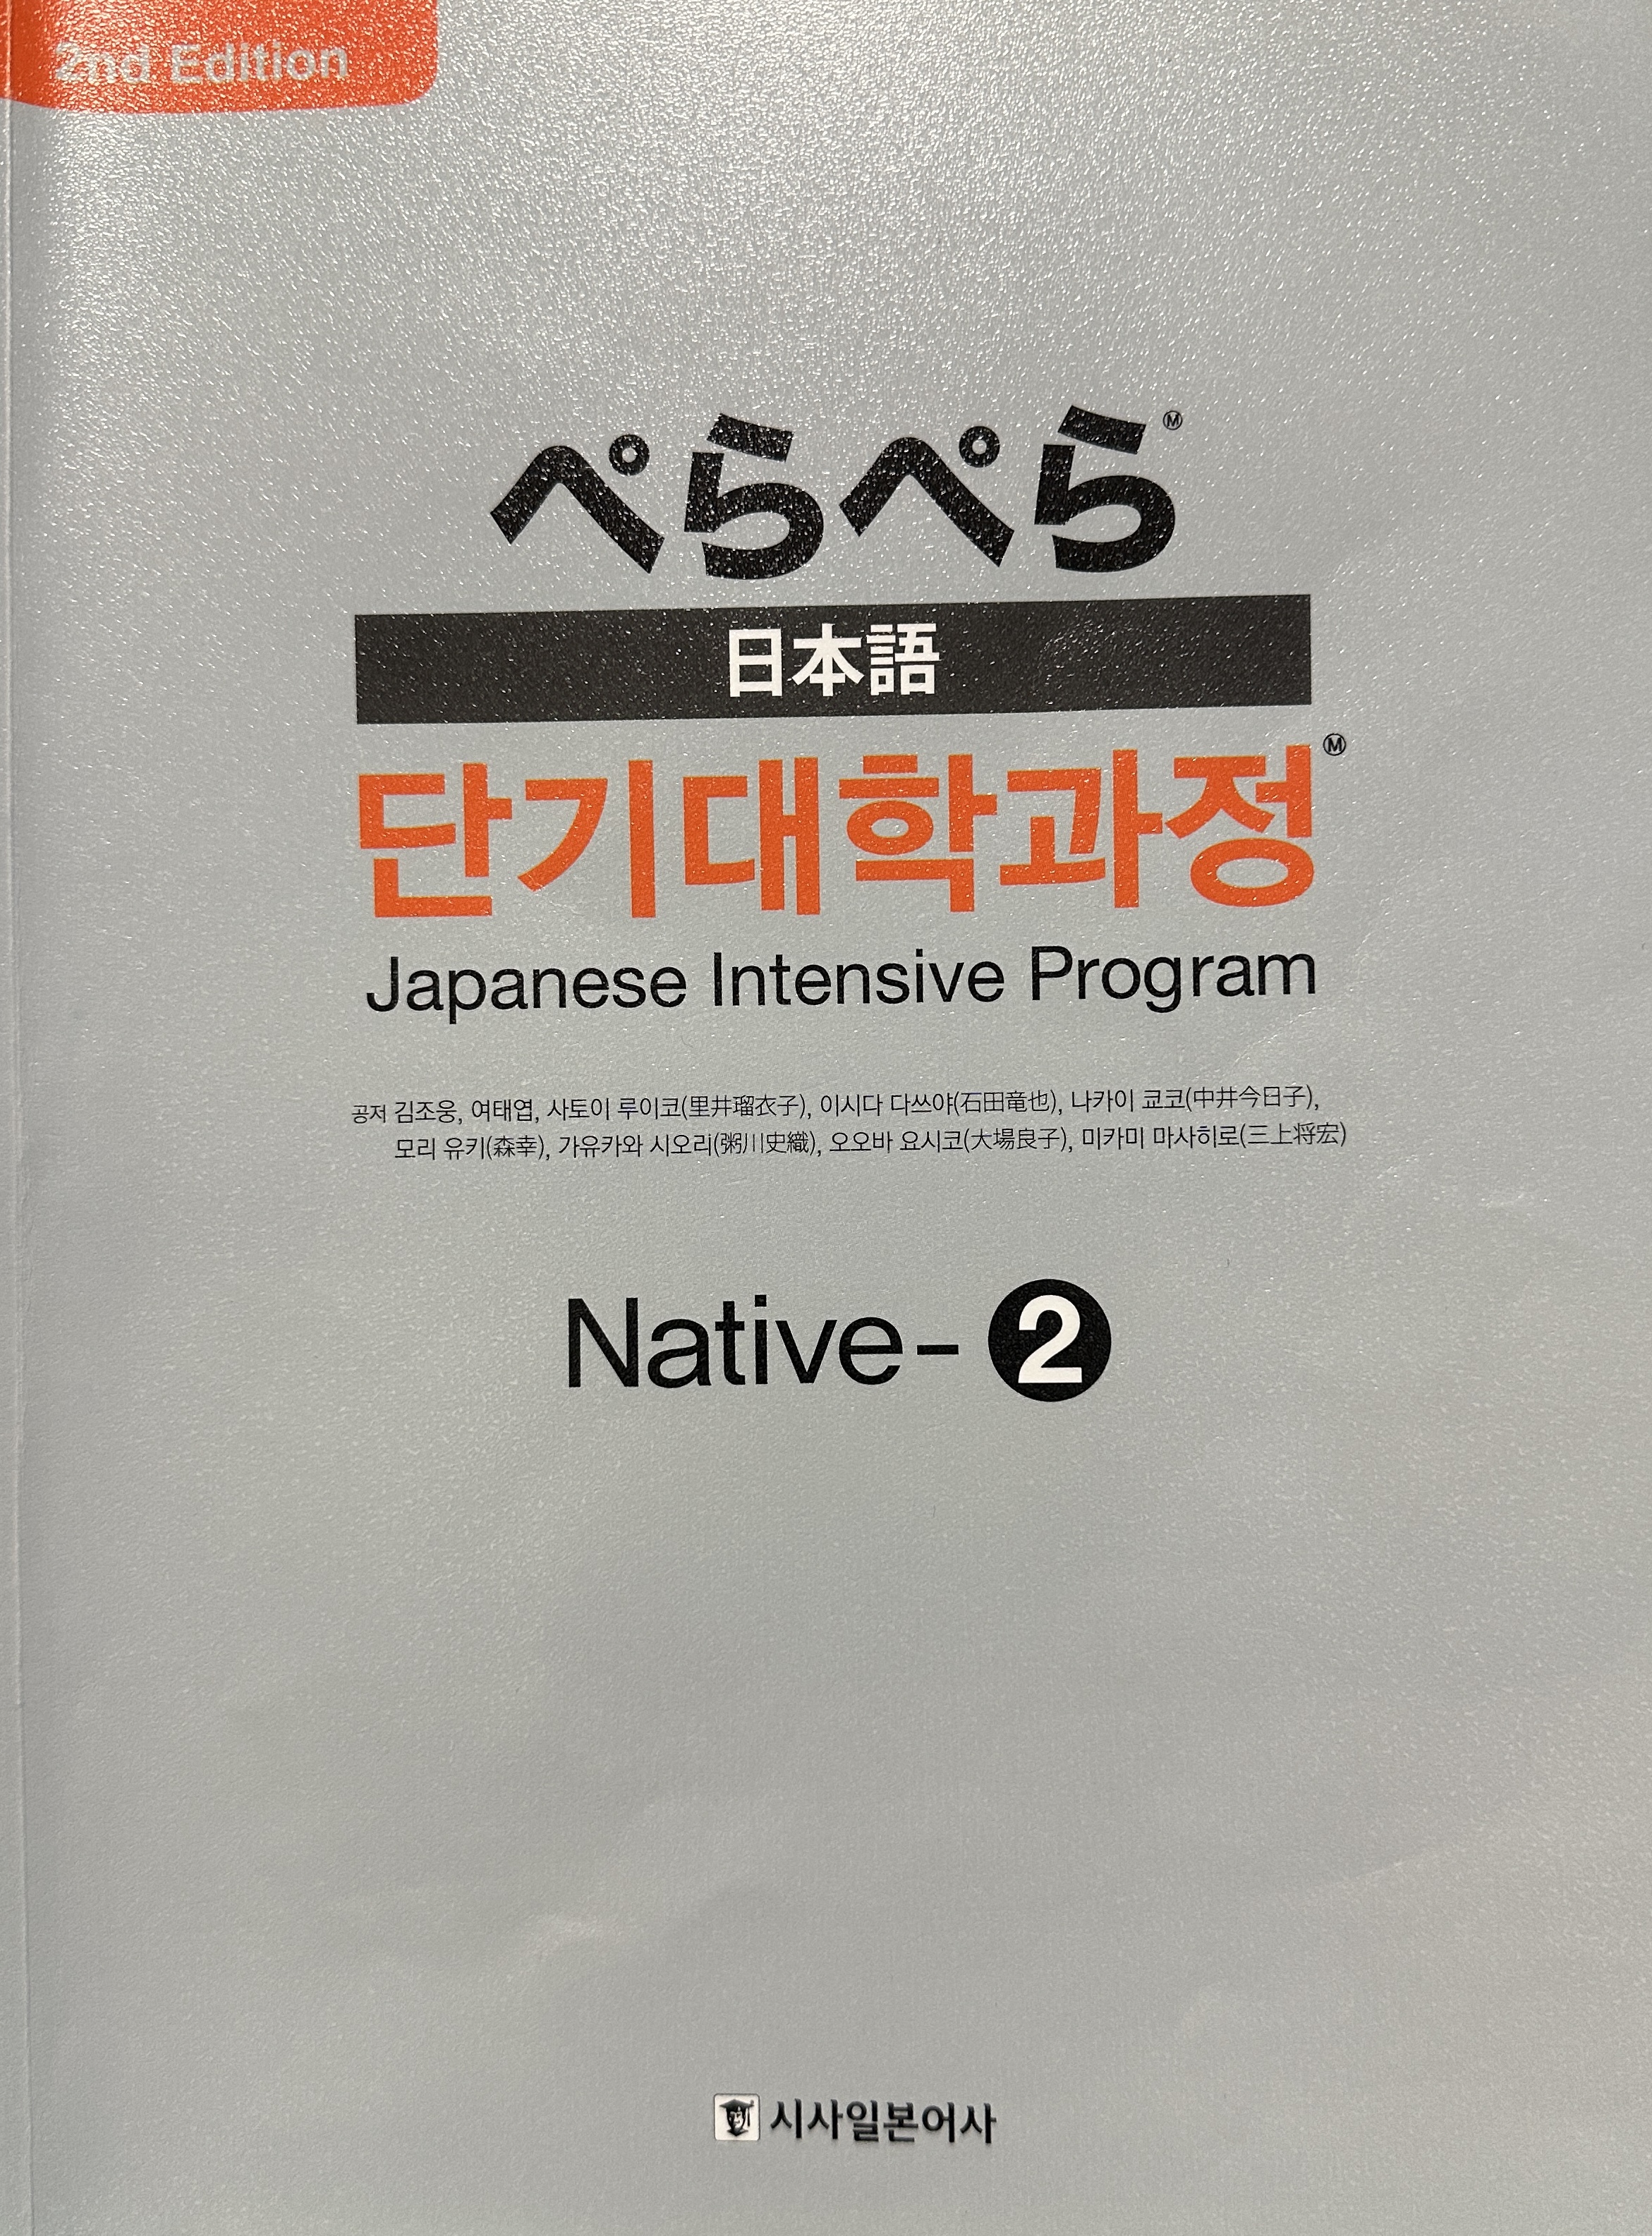 2nd Edition
ぺらぺらⓂ
日本語
단기대학과정Ⓜ
Japanese Intensive Program
공저 김조웅, 여태엽, 사토이 루이코(里井瑠衣子), 이시다 다쓰야(石田竜也), 나카이 쿄코(中井今日子),
모리 유키(森幸), 가유카와 시오리(粥川史織), 오오바 요시코(大場良子), 미카미 마사히로(三上将宏)
Native-2
시사일본어사